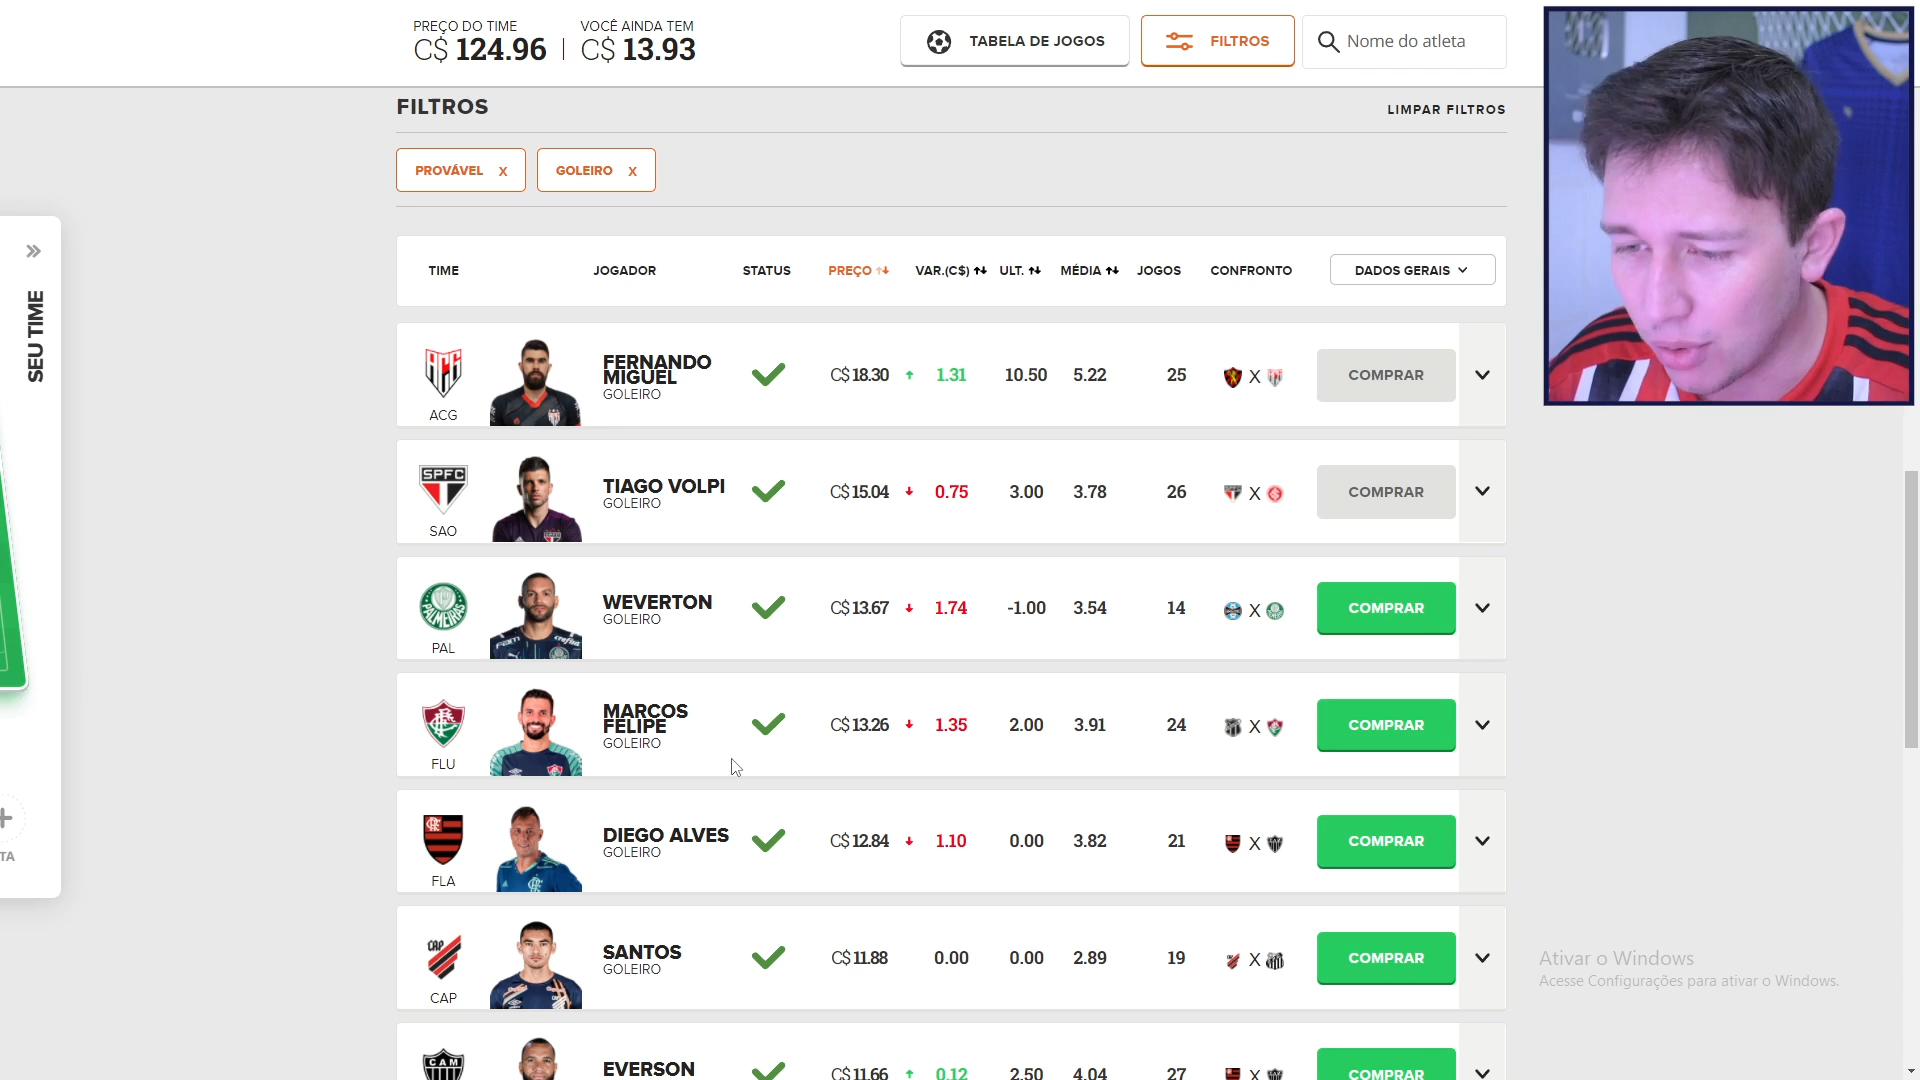 PREÇO DO TIME
C$ 124.96
VOCÊ AINDA TEM
C$ 13.93
TABELA DE JOGOS
FILTROS
Nome do atleta
FILTROS
LIMPAR FILTROS
PROVÁVEL X
GOLEIRO X
SEU TIME
TA
TIME JOGADOR STATUS PREÇO VAR.(C$) ULT. MÉDIA JOGOS CONFRONTO DADOS GERAIS
ACG
FERNANDO
MIGUEL
GOLEIRO
C$ 18.30 1.31 10.50 5.22 25 X COMPRAR
SPFC
SAO
TIAGO VOLPI
GOLEIRO
C$ 15.04 0.75 3.00 3.78 26 X COMPRAR
PALMEIRAS
PAL
WEVERTON
GOLEIRO
C$ 13.67 1.74 -1.00 3.54 14 X COMPRAR
FLU
MARCOS
FELIPE
GOLEIRO
C$ 13.26 1.35 2.00 3.91 24 X COMPRAR
FLA
DIEGO ALVES
GOLEIRO
C$ 12.84 1.10 0.00 3.82 21 X COMPRAR
CAP
CAP
SANTOS
GOLEIRO
C$ 11.88 0.00 0.00 2.89 19 X COMPRAR
CAM
EVERSON
C$ 11.66 0.12 2.50 4.04 27 X COMPRAR
Ativar o Windows
Acesse Configurações para ativar o Windows.